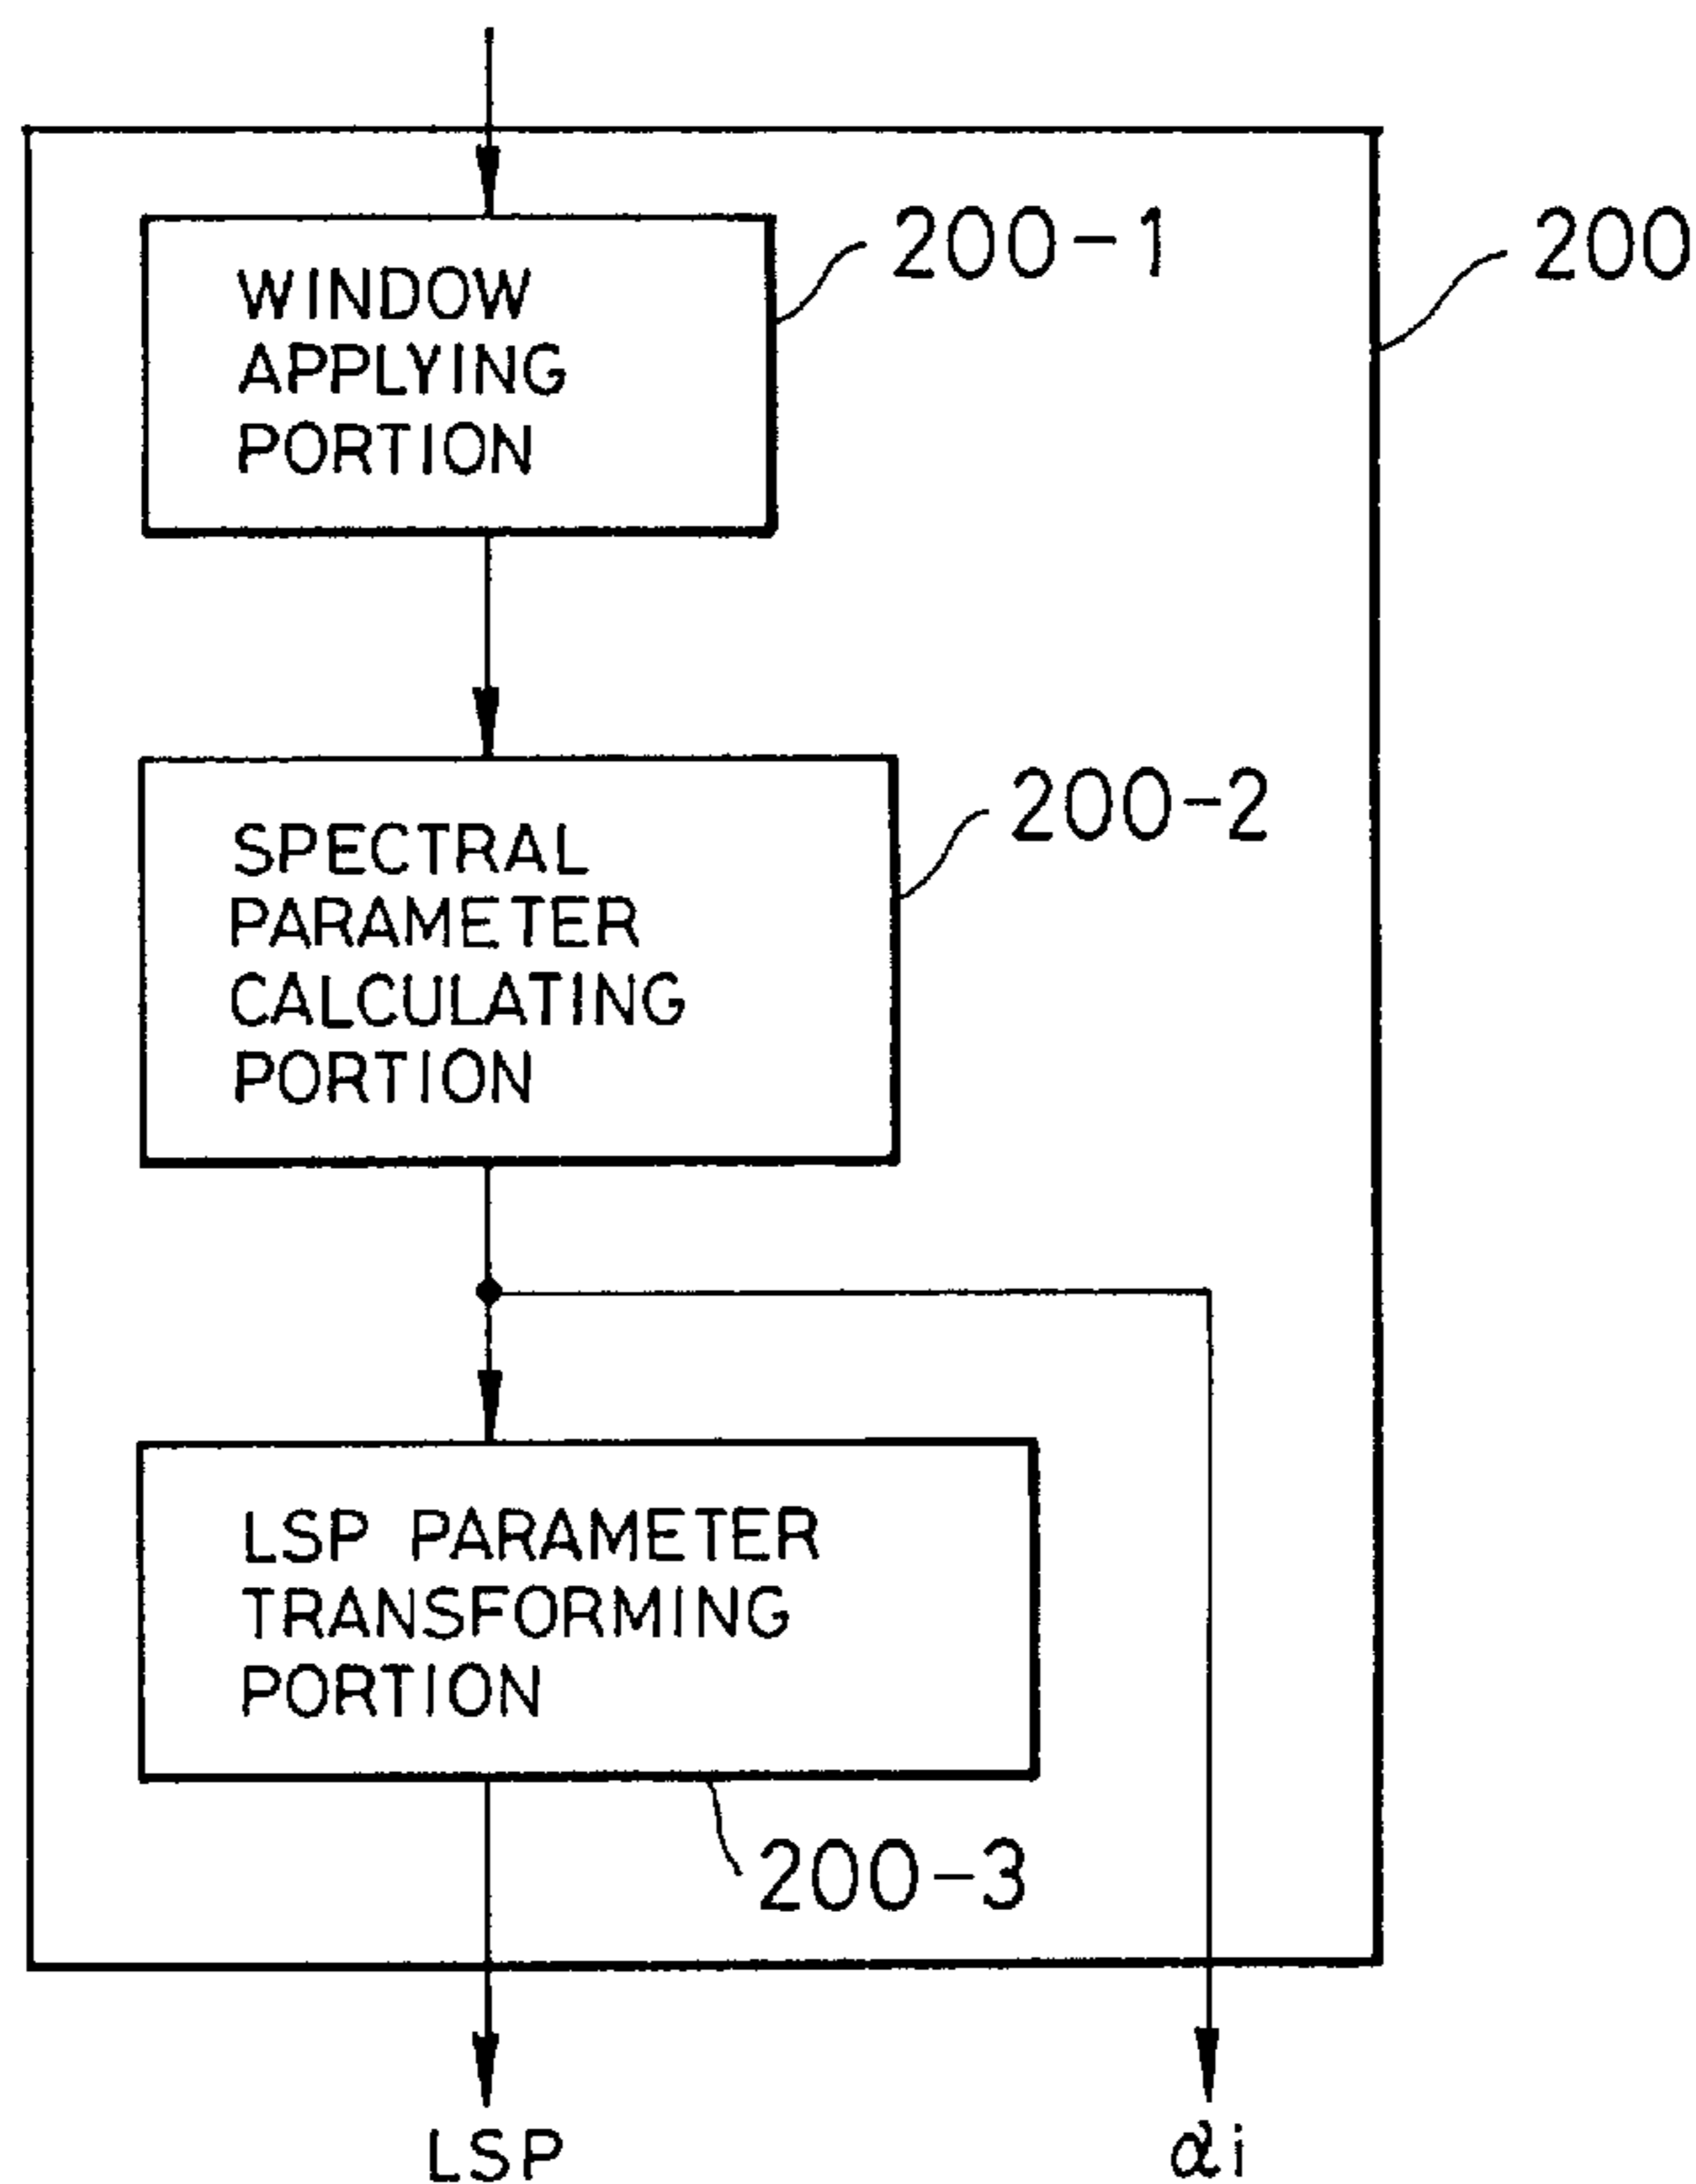 200-1
200
WINDOW
APPLYING
PORTION
200-2
SPECTRAL
PARAMETER
CALCULATING
PORTION
LSP PARAMETER
TRANSFORMING
PORTION
200-3
LSP
αi